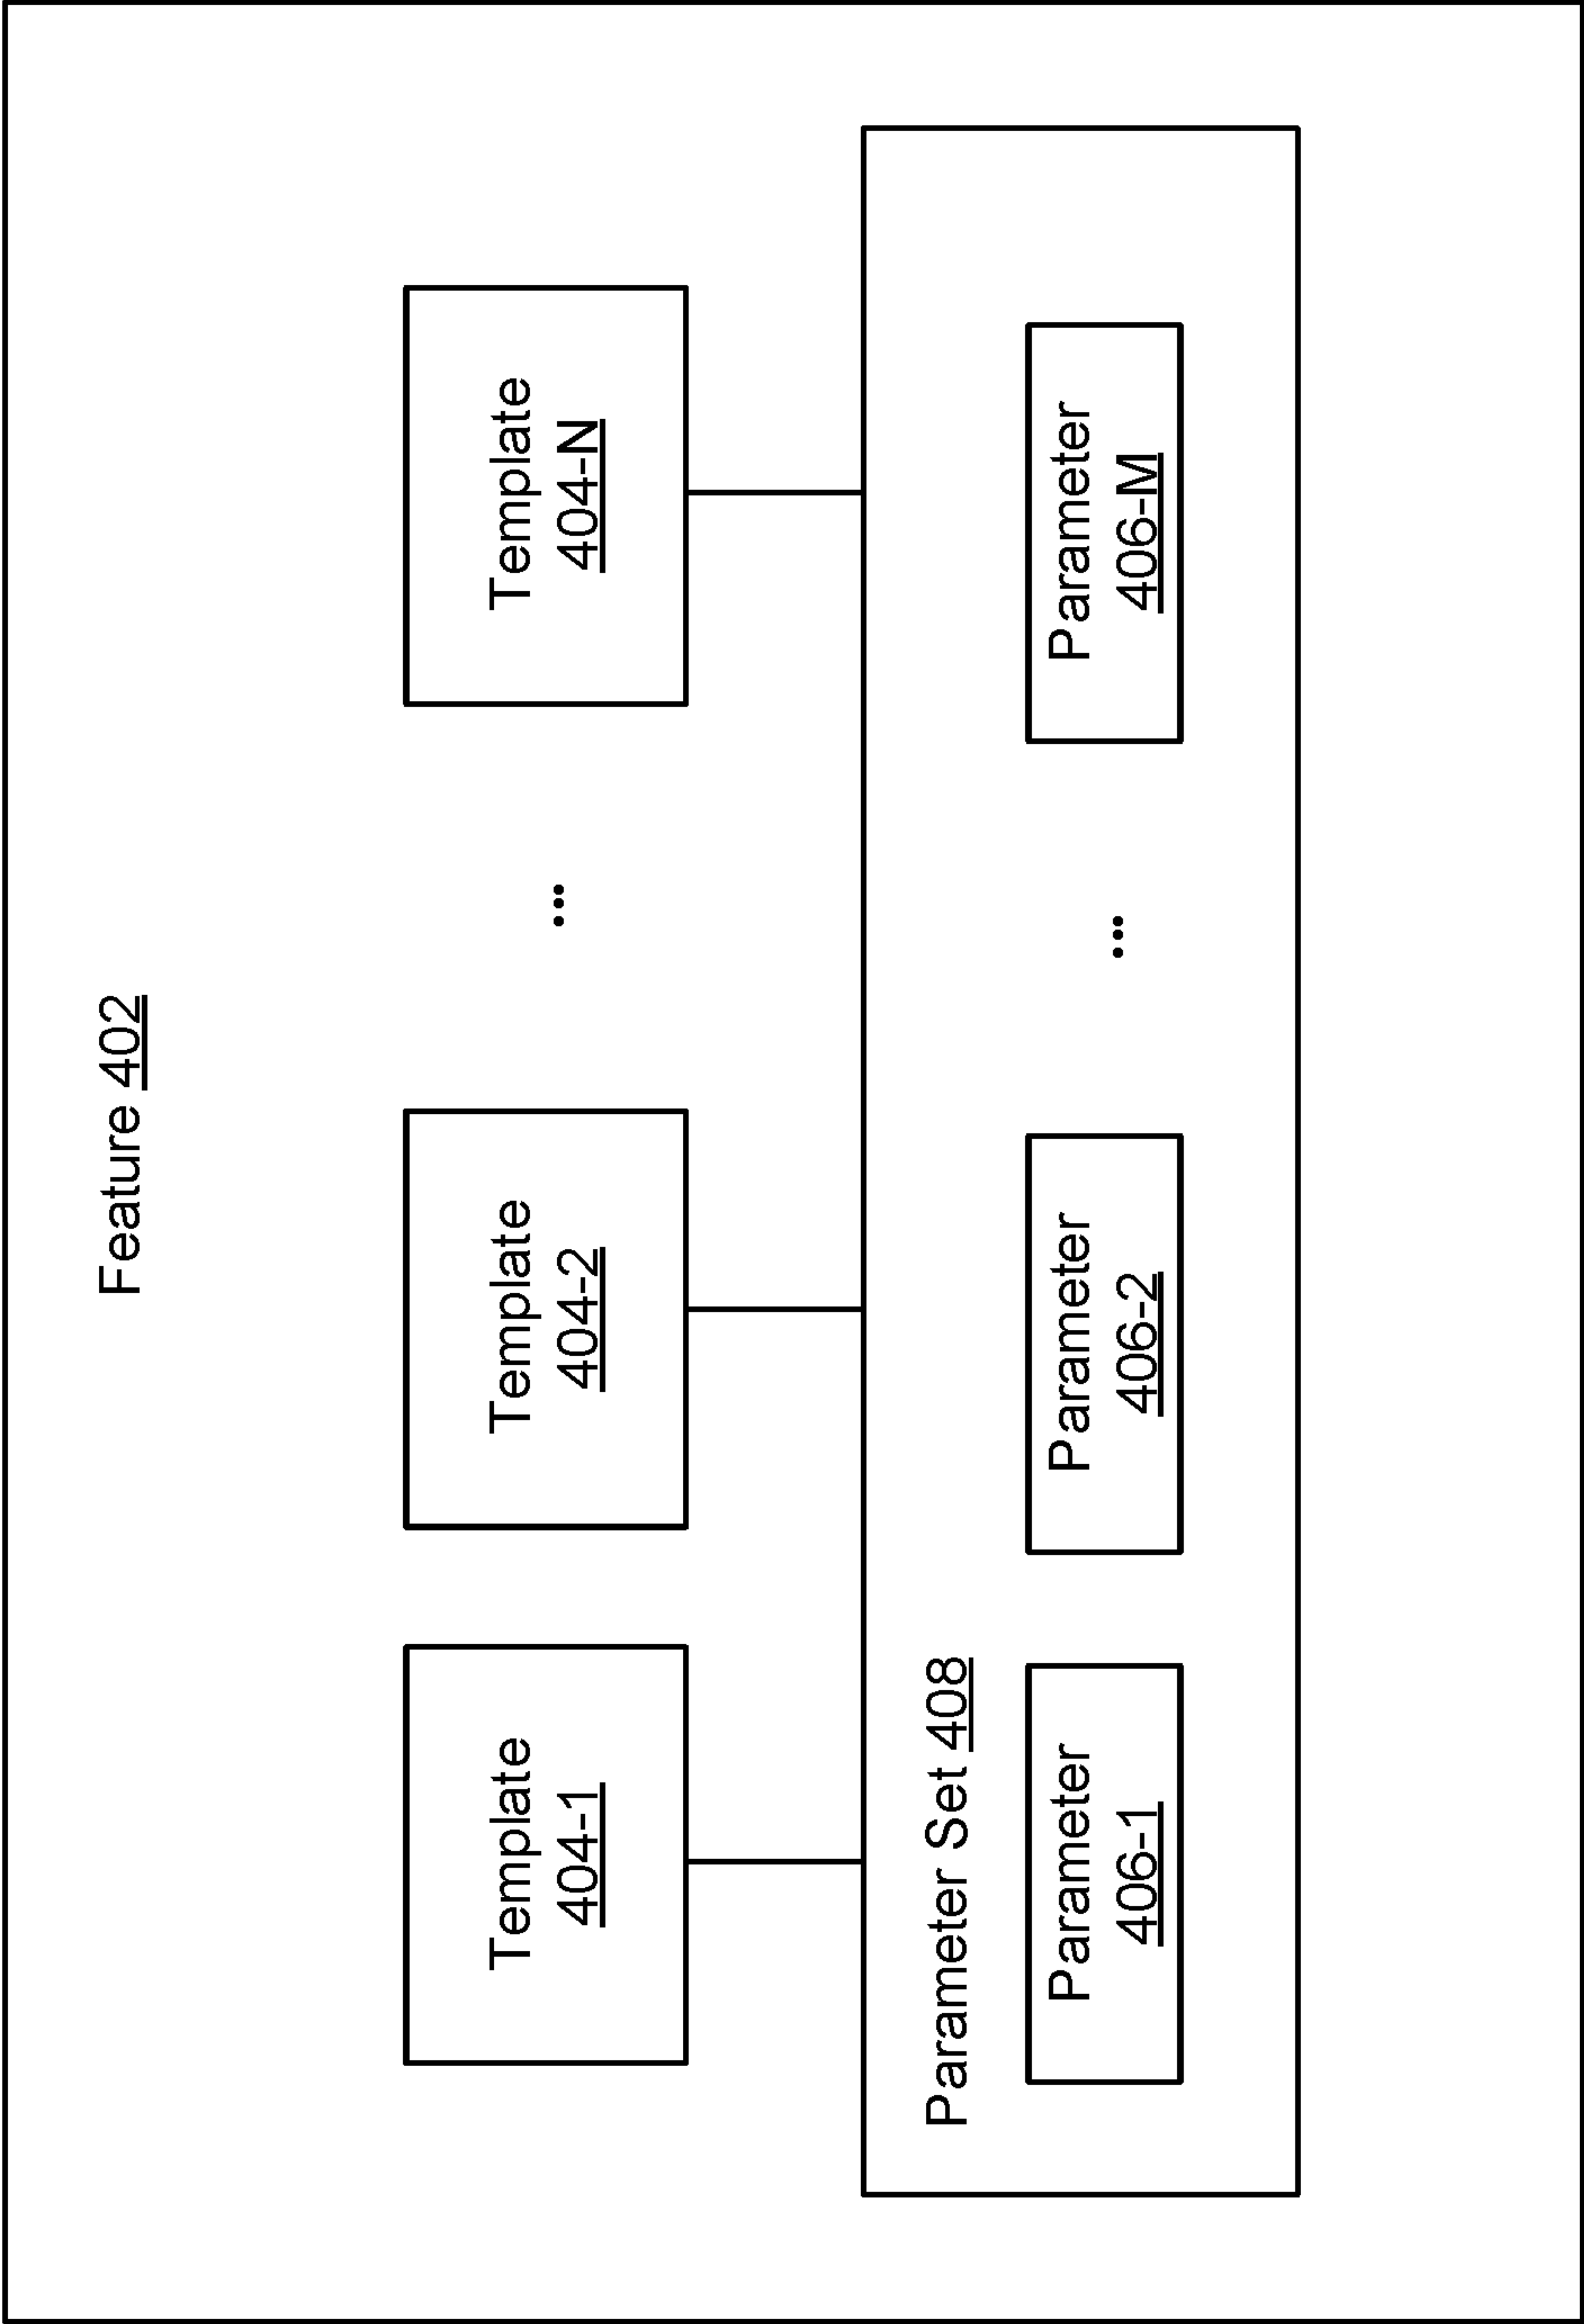 Feature 402
Template
404-1
Template
404-2
...
Template
404-N
Parameter Set 408
Parameter
406-1
Parameter
406-2
...
Parameter
406-M